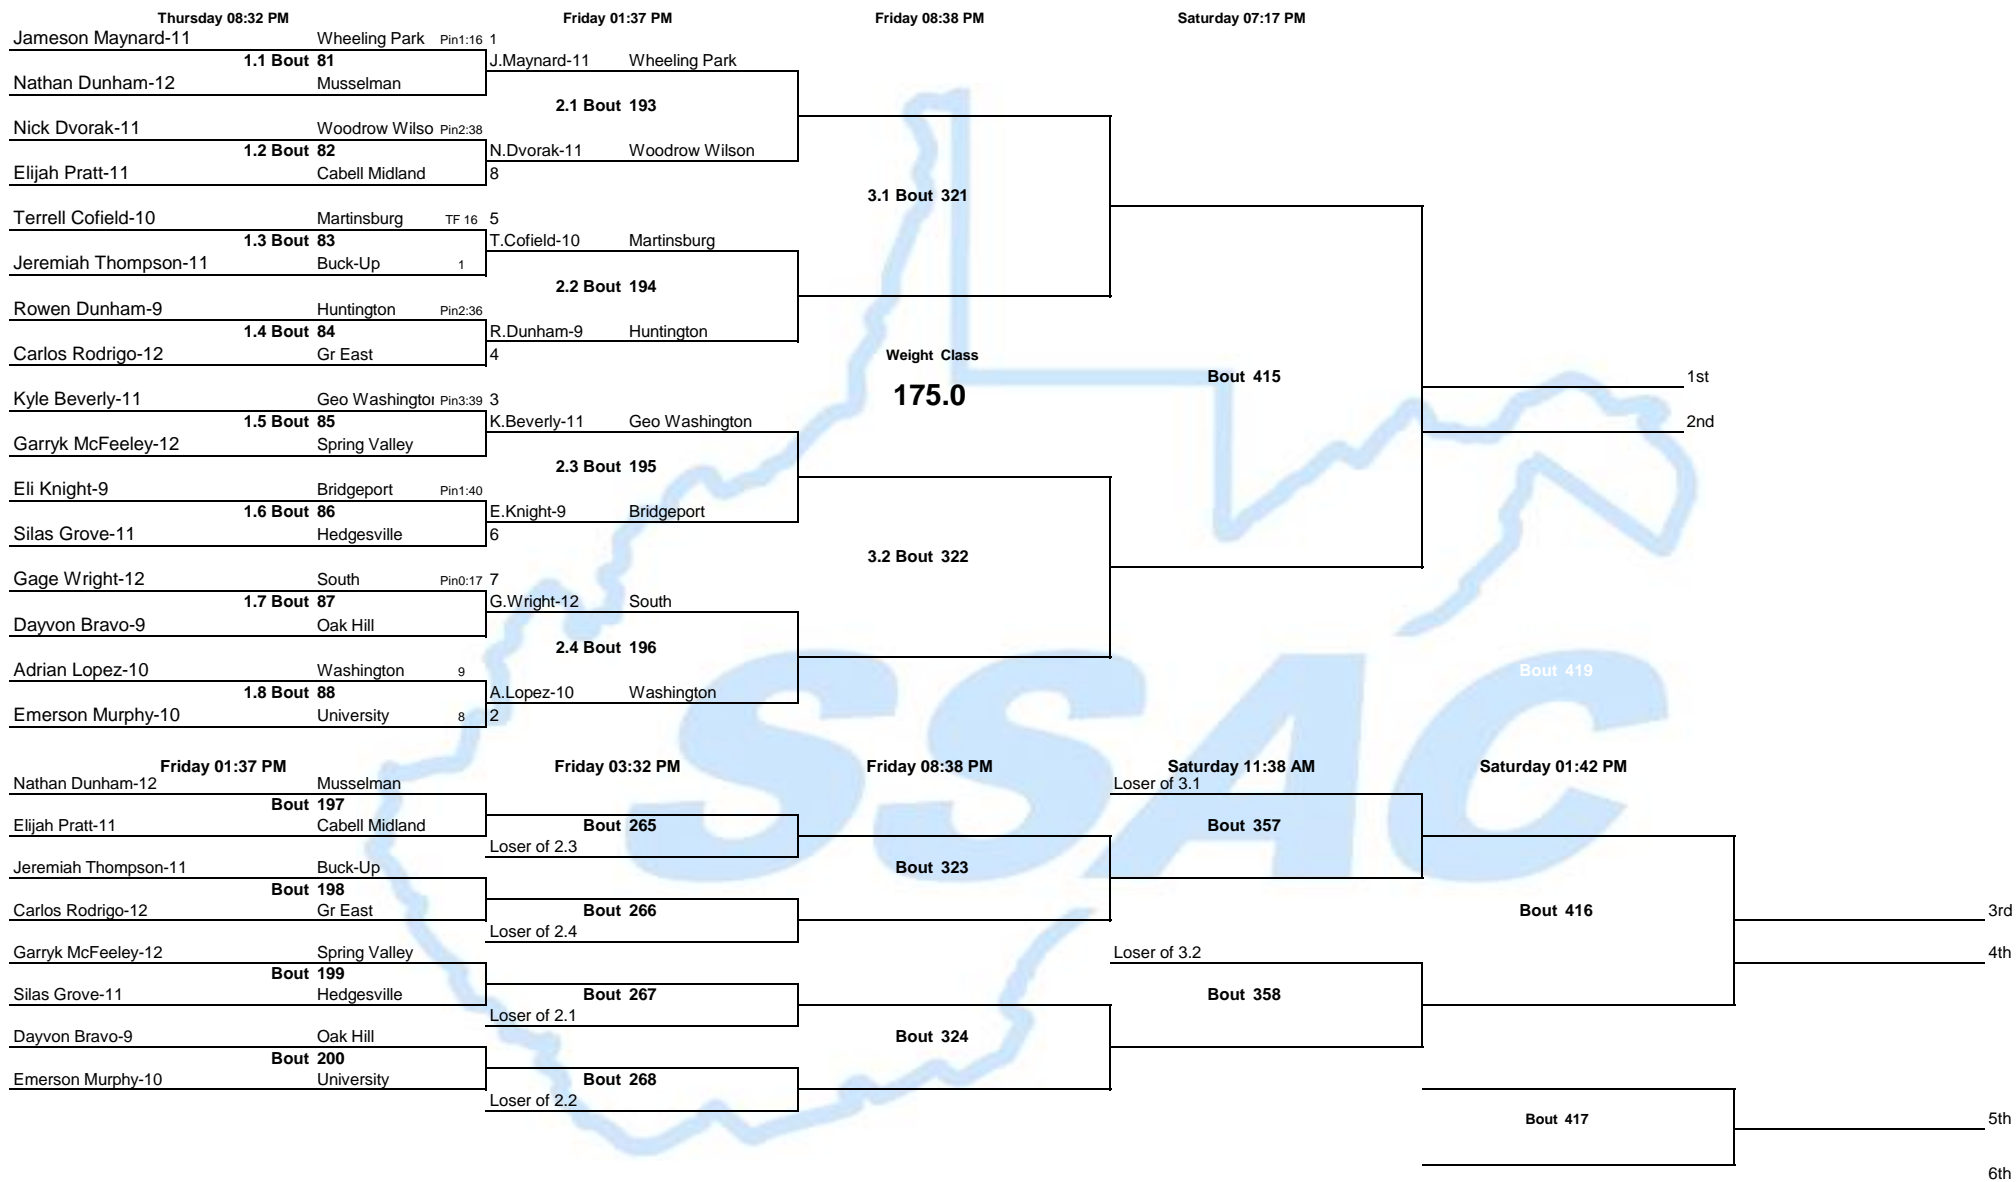 Thursday 08:32 PM Friday 01:37 PM Friday 08:38 PM Saturday 07:17 PM
Jameson Maynard-11 Wheeling Park Pin1:16 1
1.1 Bout 81 J.Maynard-11 Wheeling Park
Nathan Dunham-12 Musselman
2.1 Bout 193
Nick Dvorak-11 Woodrow Wilso Pin2:38
1.2 Bout 82 N.Dvorak-11 Woodrow Wilson
Elijah Pratt-11 Cabell Midland 8
3.1 Bout 321
Terrell Cofield-10 Martinsburg TF 16 5
1.3 Bout 83 T.Cofield-10 Martinsburg
Jeremiah Thompson-11 Buck-Up 1
2.2 Bout 194
Rowen Dunham-9 Huntington Pin2:36
1.4 Bout 84 R.Dunham-9 Huntington
Carlos Rodrigo-12 Gr East 4 Weight Class
Bout 415 1st
175.0
Kyle Beverly-11 Geo Washingto Pin3:39 3
1.5 Bout 85 K.Beverly-11 Geo Washington 2nd
Garryk McFeeley-12 Spring Valley
2.3 Bout 195
Eli Knight-9 Bridgeport Pin1:40
1.6 Bout 86 E.Knight-9 Bridgeport
Silas Grove-11 Hedgesville 6
3.2 Bout 322
Gage Wright-12 South Pin0:17 7
1.7 Bout 87 G.Wright-12 South
Dayvon Bravo-9 Oak Hill
2.4 Bout 196
Adrian Lopez-10 Washington 9 Bout 419
1.8 Bout 88 A.Lopez-10 Washington
Emerson Murphy-10 University 8 2
SSAC
Friday 01:37 PM Friday 03:32 PM Friday 08:38 PM Saturday 11:38 AM Saturday 01:42 PM
Nathan Dunham-12 Musselman Loser of 3.1
Bout 197
Elijah Pratt-11 Cabell Midland Bout 265 Bout 357
Loser of 2.3
Jeremiah Thompson-11 Buck-Up Bout 323
Bout 198
Carlos Rodrigo-12 Gr East Bout 266 Bout 416 3rd
Loser of 2.4
Garryk McFeeley-12 Spring Valley Loser of 3.2 4th
Bout 199
Silas Grove-11 Hedgesville Bout 267 Bout 358
Loser of 2.1
Dayvon Bravo-9 Oak Hill Bout 324
Bout 200
Emerson Murphy-10 University Bout 268
Loser of 2.2
Bout 417 5th
6th